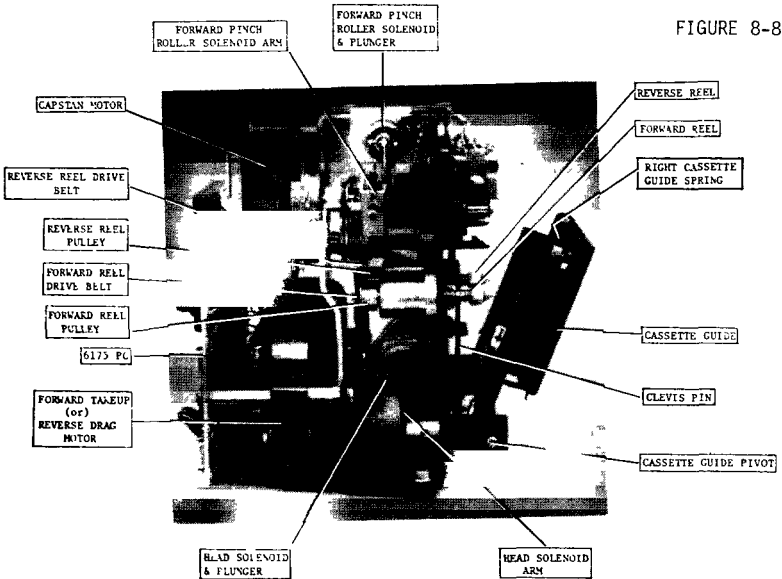 FIGURE 8-8
FORWARD PINCH
ROLLER SOLENOID ARM
FORWARD PINCH
ROLLER SOLENOID
& PLUNGER
CAPSTAN MOTOR
REVERSE REEL DRIVE
BELT
REVERSE REEL
PULLEY
FORWARD REEL
DRIVE BELT
FORWARD REEL
PULLEY
6175 PC
FORWARD TAKEUP
(or)
REVERSE DRAG
MOTOR
HEAD SOLENOID
& PLUNGER
HEAD SOLENOID
ARM
REVERSE REEL
FORWARD REEL
RIGHT CASSETTE
GUIDE SPRING
CASSETTE GUIDE
CLEVIS PIN
CASSETTE GUIDE PIVOT